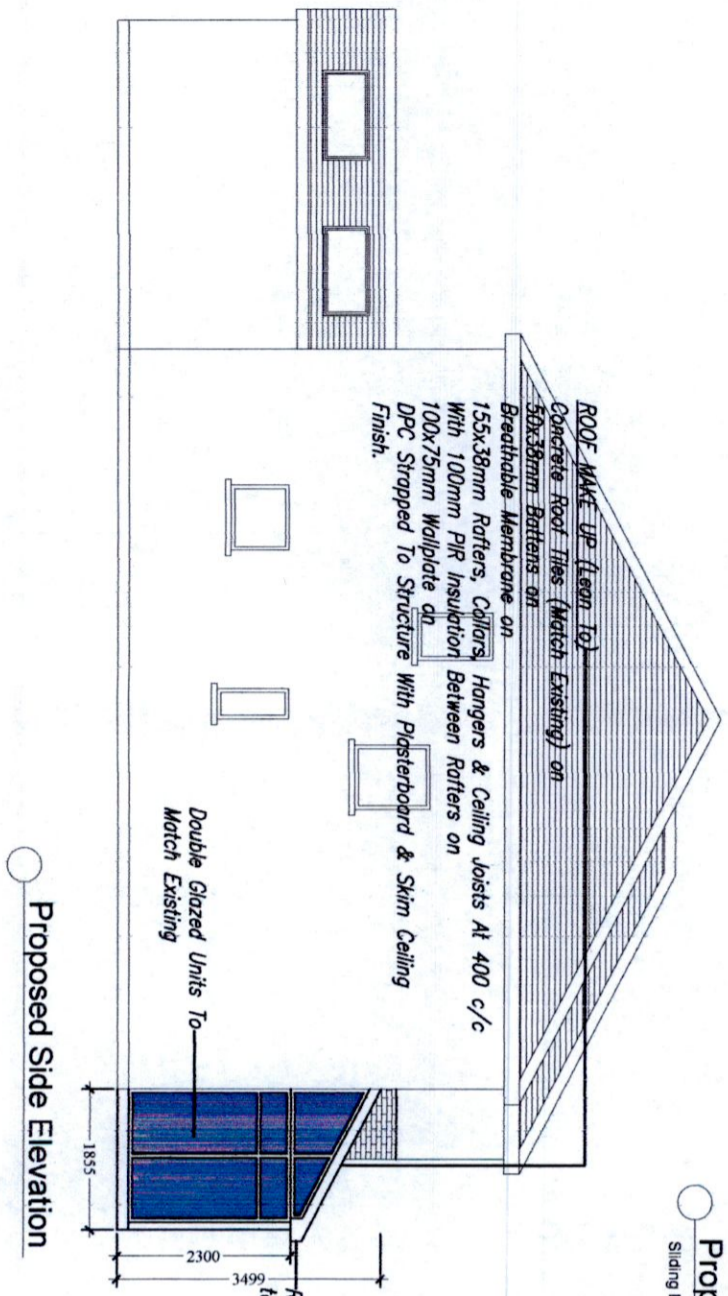 ROOF MAKE UP (Lean To)
Concrete Roof Tiles (Match Existing) on
50x38mm Battens on
Breathable Membrane on
155x38mm Rafters, Collars, Hangers & Ceiling Joists At 400 c/c
With 100mm PIR Insulation Between Rafters on
100x75mm Wallplate on
DPC Strapped To Structure With Plasterboard & Skim Ceiling
Finish.
Double Glazed Units To
Match Existing
1855
2300
3499
Proposed Side Elevation
Prop
Sliding